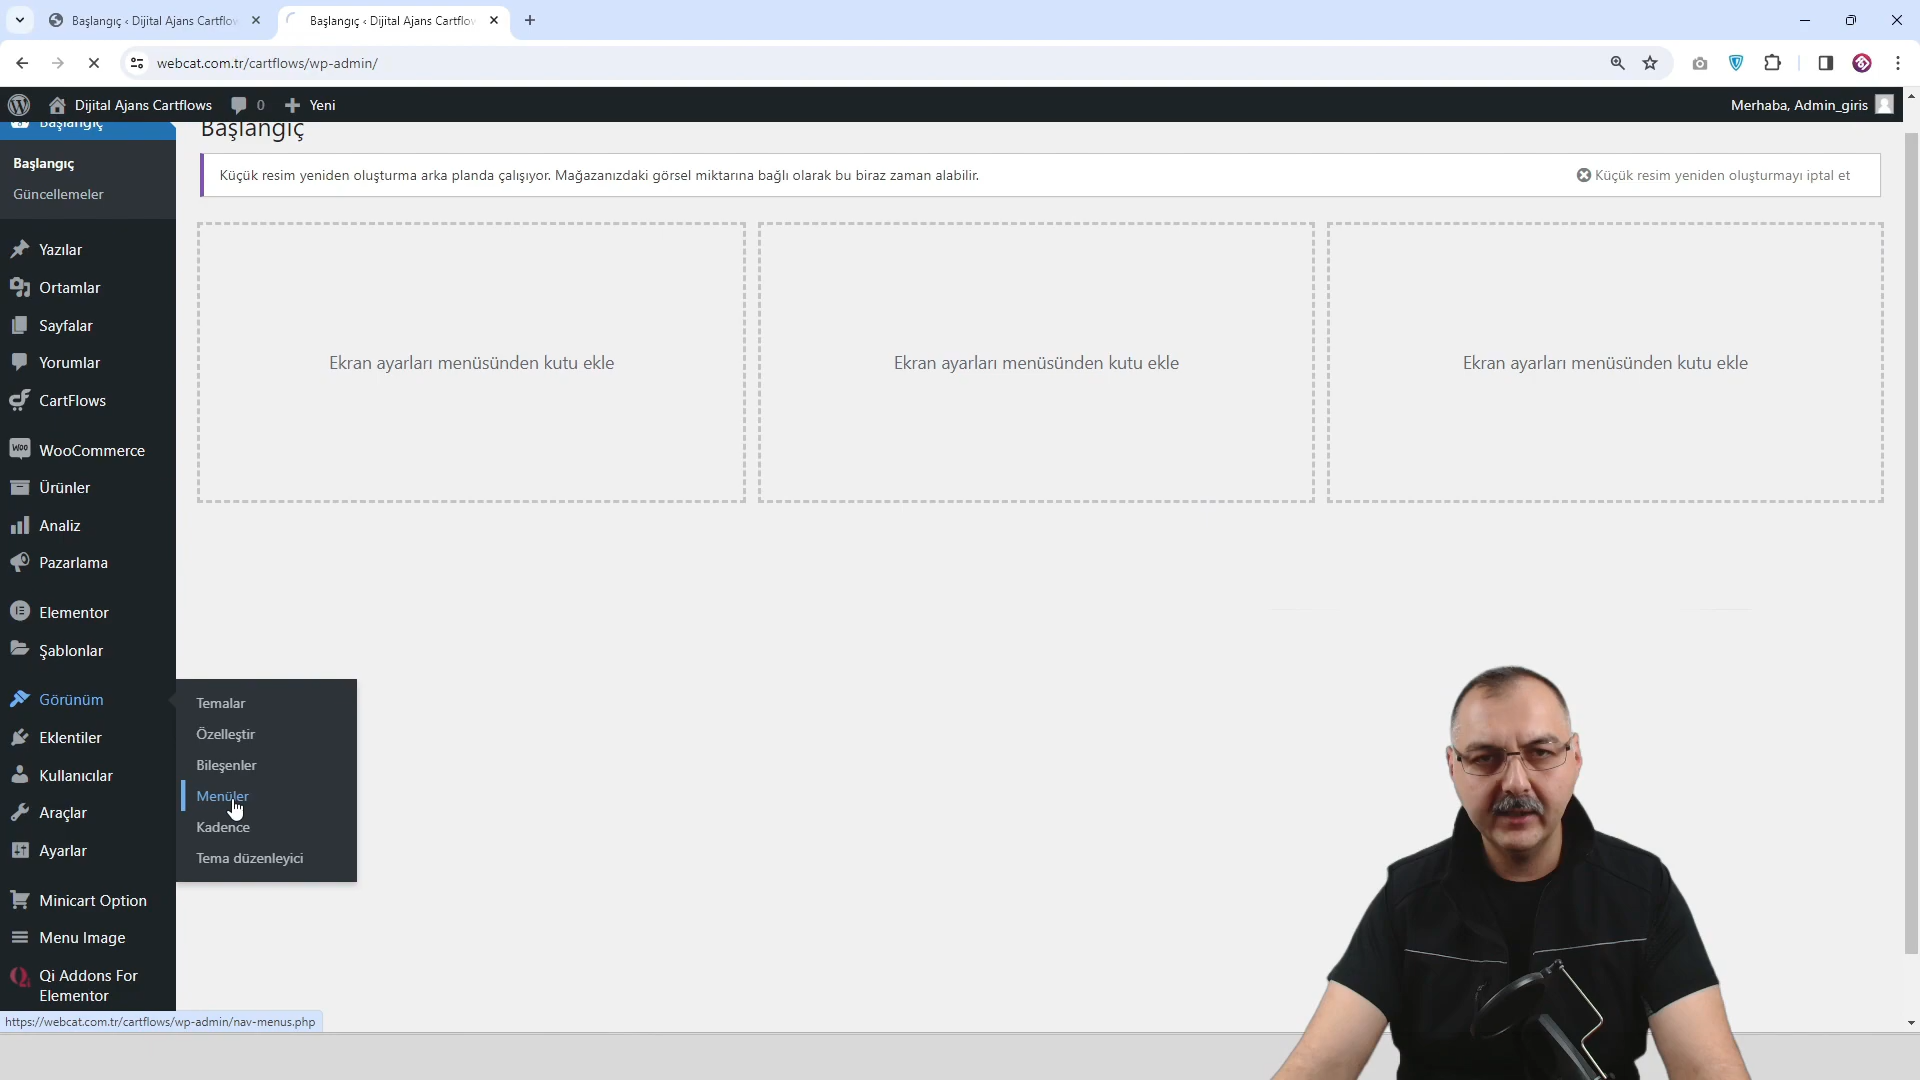 Başlangıç ‹ Dijital Ajans Cartflow
Başlangıç ‹ Dijital Ajans Cartflow
webcat.com.tr/cartflows/wp-admin/
Dijital Ajans Cartflows
0
Yeni
Merhaba, Admin_giris
Başlangıç
Başlangıç
Güncellemeler
Yazılar
Ortamlar
Sayfalar
Yorumlar
CartFlows
Woo
WooCommerce
Ürünler
Analiz
Pazarlama
Elementor
Şablonlar
Görünüm
Eklentiler
Kullanıcılar
Araçlar
Ayarlar
Minicart Option
Menu Image
Qi Addons For
Elementor
Temalar
Özelleştir
Bileşenler
Menüler
Kadence
Tema düzenleyici
Başlangıç
Küçük resim yeniden oluşturma arka planda çalışıyor. Mağazanızdaki görsel miktarına bağlı olarak bu biraz zaman alabilir.
Küçük resim yeniden oluşturmayı iptal et
Ekran ayarları menüsünden kutu ekle
Ekran ayarları menüsünden kutu ekle
Ekran ayarları menüsünden kutu ekle
https://webcat.com.tr/cartflows/wp-admin/nav-menus.php